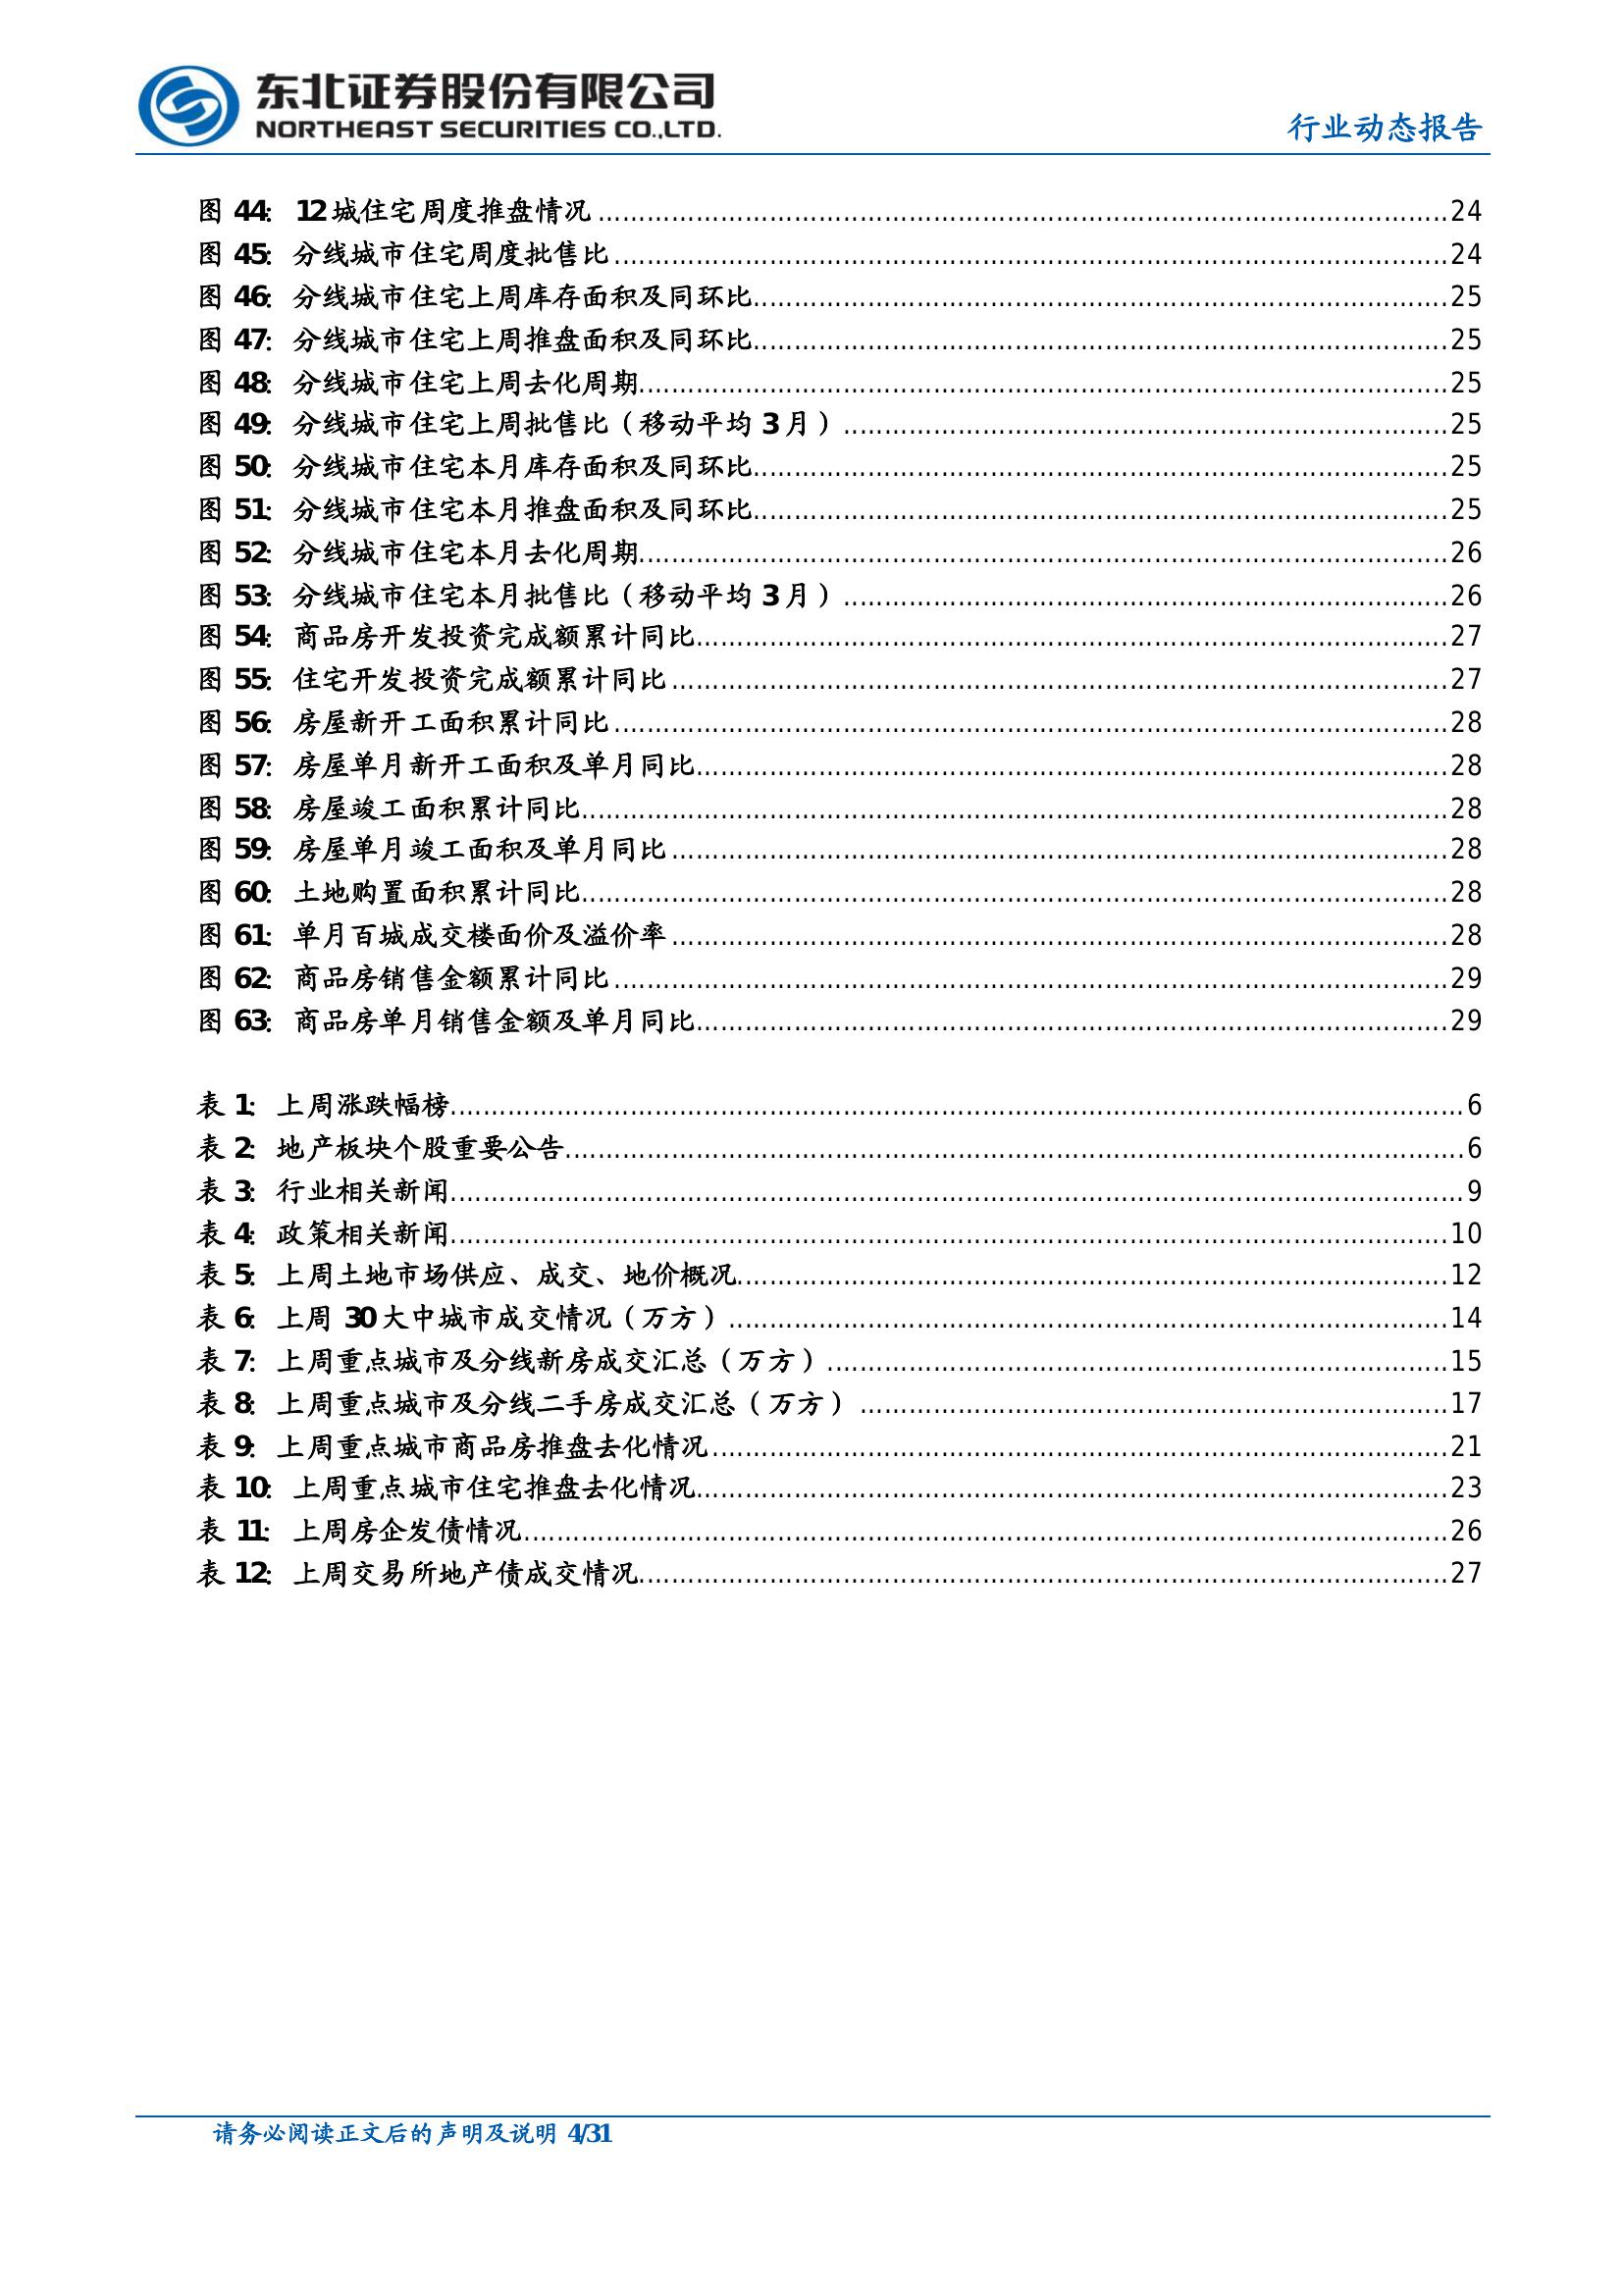 东北证券股份有限公司
NORTHEAST SECURITIES CO.,LTD.
行业动态报告
图 44: 12 城住宅周度推盘情况 24
图 45: 分线城市住宅周度批售比 24
图 46: 分线城市住宅上周库存面积及同环比 25
图 47: 分线城市住宅上周推盘面积及同环比 25
图 48: 分线城市住宅上周去化周期 25
图 49: 分线城市住宅上周批售比（移动平均 3 月） 25
图 50: 分线城市住宅本月库存面积及同环比 25
图 51: 分线城市住宅本月推盘面积及同环比 25
图 52: 分线城市住宅本月去化周期 26
图 53: 分线城市住宅本月批售比（移动平均 3 月） 26
图 54: 商品房开发投资完成额累计同比 27
图 55: 住宅开发投资完成额累计同比 27
图 56: 房屋新开工面积累计同比 28
图 57: 房屋单月新开工面积及单月同比 28
图 58: 房屋竣工面积累计同比 28
图 59: 房屋单月竣工面积及单月同比 28
图 60: 土地购置面积累计同比 28
图 61: 单月百城成交楼面价及溢价率 28
图 62: 商品房销售金额累计同比 29
图 63: 商品房单月销售金额及单月同比 29
表 1: 上周涨跌幅榜 6
表 2: 地产板块个股重要公告 6
表 3: 行业相关新闻 9
表 4: 政策相关新闻 10
表 5: 上周土地市场供应、成交、地价概况 12
表 6: 上周 30 大中城市成交情况（万方） 14
表 7: 上周重点城市及分线新房成交汇总（万方） 15
表 8: 上周重点城市及分线二手房成交汇总（万方） 17
表 9: 上周重点城市商品房推盘去化情况 21
表 10: 上周重点城市住宅推盘去化情况 23
表 11: 上周房企发债情况 26
表 12: 上周交易所地产债成交情况 27
请务必阅读正文后的声明及说明 4/31